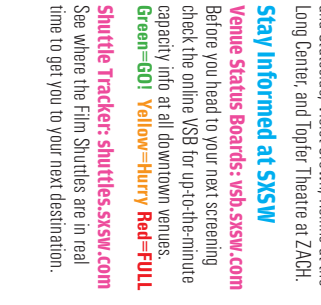 Long Center, and Topfer Theatre at ZACH.
Stay Informed at SXSW
Venue Status Boards: vsb.sxsw.com
Before you head to your next screening
check the online VSB for up-to-the-minute
capacity info at all downtown venues.
Green=GO! Yellow=Hurry Red=FULL
Shuttle Tracker: shuttles.sxsw.com
See where the Film Shuttles are in real
time to get you to your next destination.